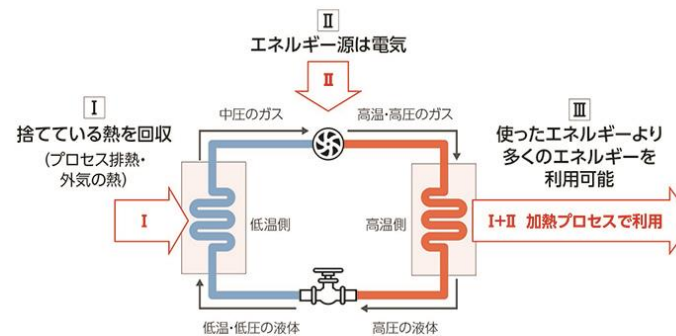 Ⅱ
エネルギー源は電気
Ⅱ
Ⅰ
捨てている熱を回収
(プロセス排熱・
外気の熱)
Ⅰ
中圧のガス
高温・高圧のガス
低温側
高温側
低温・低圧の液体
高圧の液体
Ⅲ
使ったエネルギーより
多くのエネルギーを
利用可能
Ⅰ+Ⅱ 加熱プロセスで利用